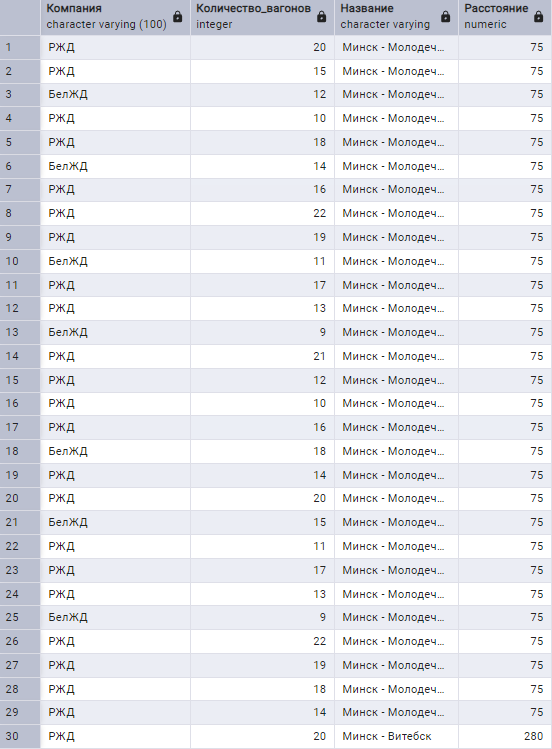 Компания Количество_вагонов Название Расстояние
character varying (100) integer character varying numeric
1 РЖД 20 Минск - Молодеч... 75
2 РЖД 15 Минск - Молодеч... 75
3 БелЖД 12 Минск - Молодеч... 75
4 РЖД 10 Минск - Молодеч... 75
5 РЖД 18 Минск - Молодеч... 75
6 БелЖД 14 Минск - Молодеч... 75
7 РЖД 16 Минск - Молодеч... 75
8 РЖД 22 Минск - Молодеч... 75
9 РЖД 19 Минск - Молодеч... 75
10 БелЖД 11 Минск - Молодеч... 75
11 РЖД 17 Минск - Молодеч... 75
12 РЖД 13 Минск - Молодеч... 75
13 БелЖД 9 Минск - Молодеч... 75
14 РЖД 21 Минск - Молодеч... 75
15 РЖД 12 Минск - Молодеч... 75
16 РЖД 10 Минск - Молодеч... 75
17 РЖД 16 Минск - Молодеч... 75
18 БелЖД 18 Минск - Молодеч... 75
19 РЖД 14 Минск - Молодеч... 75
20 РЖД 20 Минск - Молодеч... 75
21 БелЖД 15 Минск - Молодеч... 75
22 РЖД 11 Минск - Молодеч... 75
23 РЖД 17 Минск - Молодеч... 75
24 РЖД 13 Минск - Молодеч... 75
25 БелЖД 9 Минск - Молодеч... 75
26 РЖД 22 Минск - Молодеч... 75
27 РЖД 19 Минск - Молодеч... 75
28 РЖД 18 Минск - Молодеч... 75
29 РЖД 14 Минск - Молодеч... 75
30 РЖД 20 Минск - Витебск 280